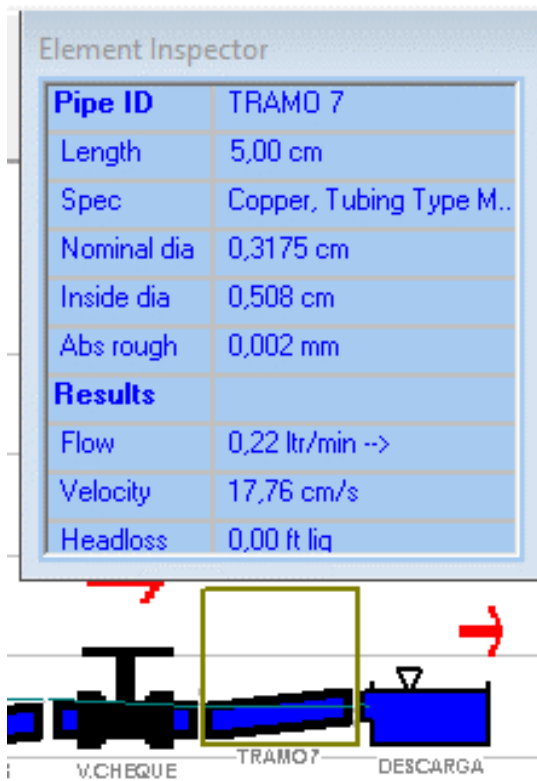 Element Inspector
Pipe ID TRAMO 7
Length 5,00 cm
Spec Copper, Tubing Type M..
Nominal dia 0,3175 cm
Inside dia 0,508 cm
Abs rough 0,002 mm
Results
Flow 0,22 ltr/min -->
Velocity 17,76 cm/s
Headloss 0,00 ft liq
V.CHEQUE TRAMO7 DESCARGA